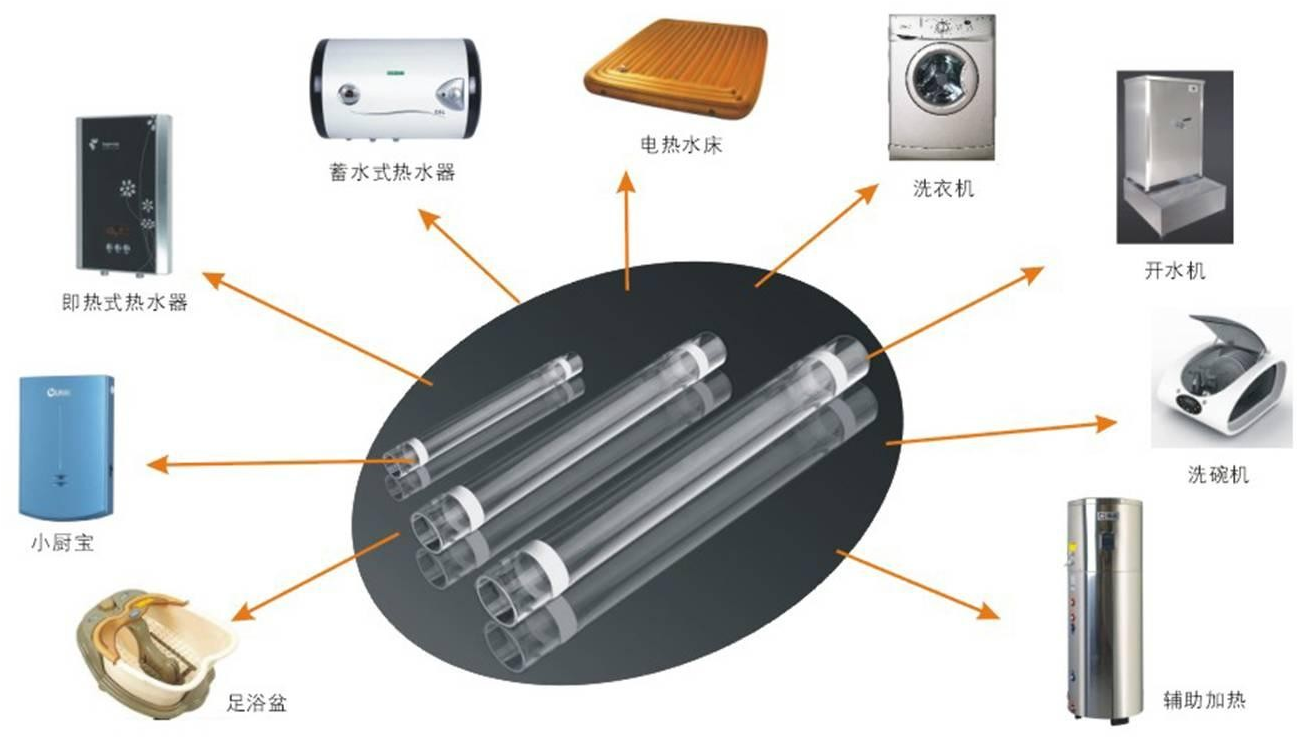 电热水床
蓄水式热水器
洗衣机
开水机
即热式热水器
洗碗机
小厨宝
足浴盆
辅助加热